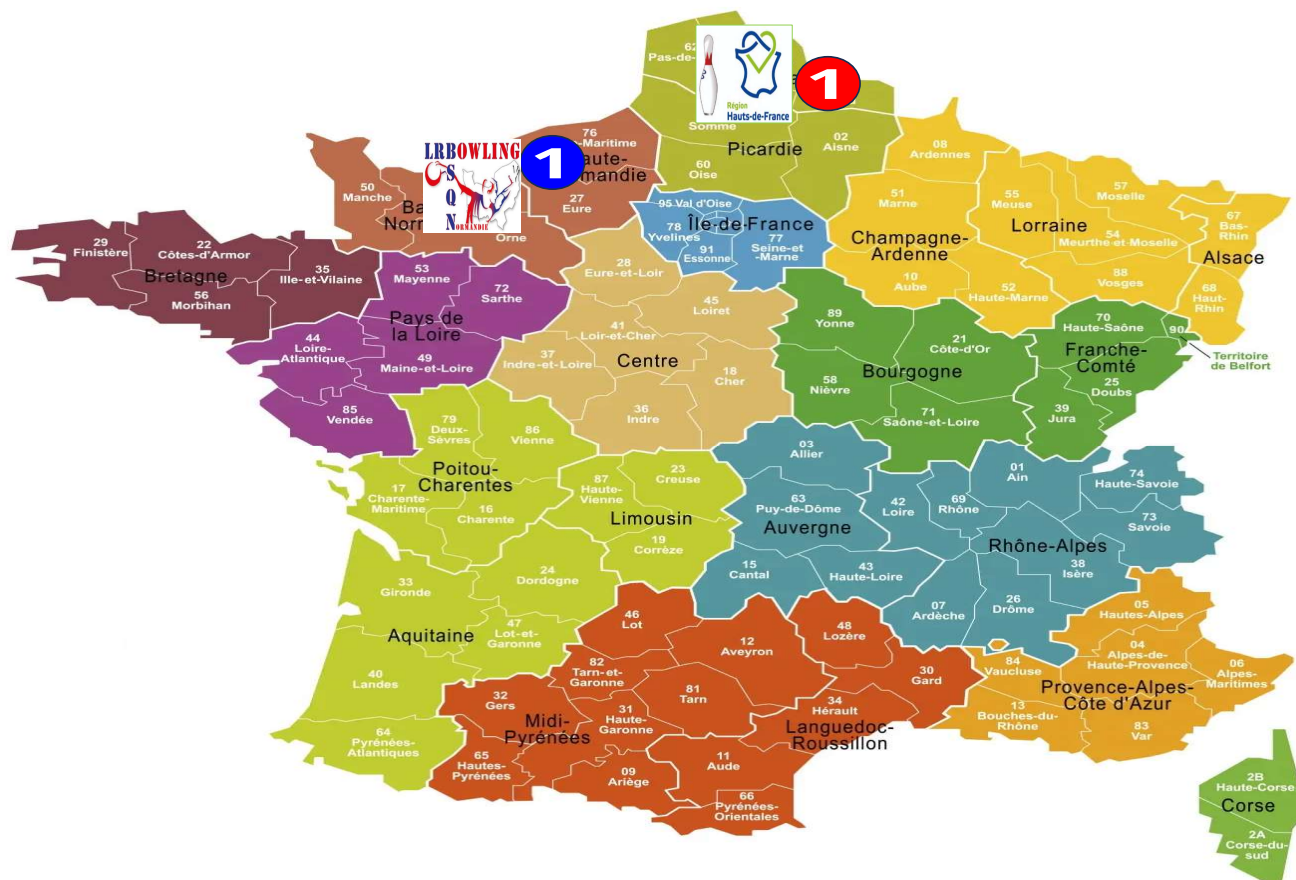 62
Pas-de-
Région
Hauts-de-France
1
Somme
80
Picardie
02
Aisne
60
Oise
LRBOWLING
S
Q
NORMANDIE
1
76
-Maritime
aute-
mandie
27
Eure
50
Manche
Ba
Norm
Orne
08
Ardennes
51
Marne
Champagne-
Ardenne
10
Aube
52
Haute-Marne
55
Meuse
57
Moselle
Lorraine
54
Meurthe-et-Moselle
88
Vosges
67
Bas-
Rhin
Alsace
68
Haut-
Rhin
95 Val d'Oise
Île-de-France
78
Yvelines
91
Essonne
77
Seine-et
-Marne
29
Finistère
22
Côtes-d'Armor
Bretagne
35
Ille-et-Vilaine
56
Morbihan
53
Mayenne
72
Sarthe
Pays de
la Loire
44
Loire-
Atlantique
49
Maine-et-Loire
85
Vendée
28
Eure-et-Loir
45
Loiret
41
Loir-et-Cher
37
Indre-et-Loire
Centre
18
Cher
36
Indre
89
Yonne
21
Côte-d'Or
Bourgogne
58
Nièvre
71
Saône-et-Loire
70
Haute-Saône
90
Territoire
de Belfort
Franche-
Comté
25
Doubs
39
Jura
79
Deux-
Sèvres
86
Vienne
Poitou-
Charentes
17
Charente-
Maritime
16
Charente
87
Haute-
Vienne
23
Creuse
Limousin
19
Corrèze
03
Allier
63
Puy-de-Dôme
Auvergne
15
Cantal
43
Haute-Loire
42
Loire
69
Rhône
01
Ain
74
Haute-Savoie
73
Savoie
Rhône-Alpes
38
Isère
07
Ardèche
26
Drôme
33
Gironde
24
Dordogne
Aquitaine
47
Lot-et-
Garonne
40
Landes
64
Pyrénées-
Atlantiques
46
Lot
12
Aveyron
82
Tarn-et-
Garonne
32
Gers
81
Tarn
31
Haute-
Garonne
Midi-
Pyrénées
65
Hautes-
Pyrénées
09
Ariège
48
Lozère
30
Gard
34
Hérault
Languedoc-
Roussillon
11
Aude
66
Pyrénées-
Orientales
05
Hautes-Alpes
04
Alpes-de-
Haute-Provence
06
Alpes-
Maritimes
84
Vaucluse
Provence-Alpes-
Côte d'Azur
13
Bouches-du-
Rhône
83
Var
2B
Haute-Corse
Corse
2A
Corse-du-
sud